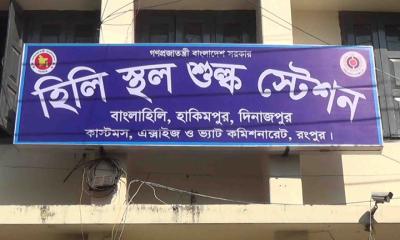 গণপ্রজাতন্ত্রী বাংলাদেশ সরকার
হিলি স্থল শুল্ক স্টেশন
বাংলাহিলি, হাকিমপুর, দিনাজপুর
কাস্টমস, এক্সাইজ ও ভ্যাট কমিশনারেট, রংপুর।